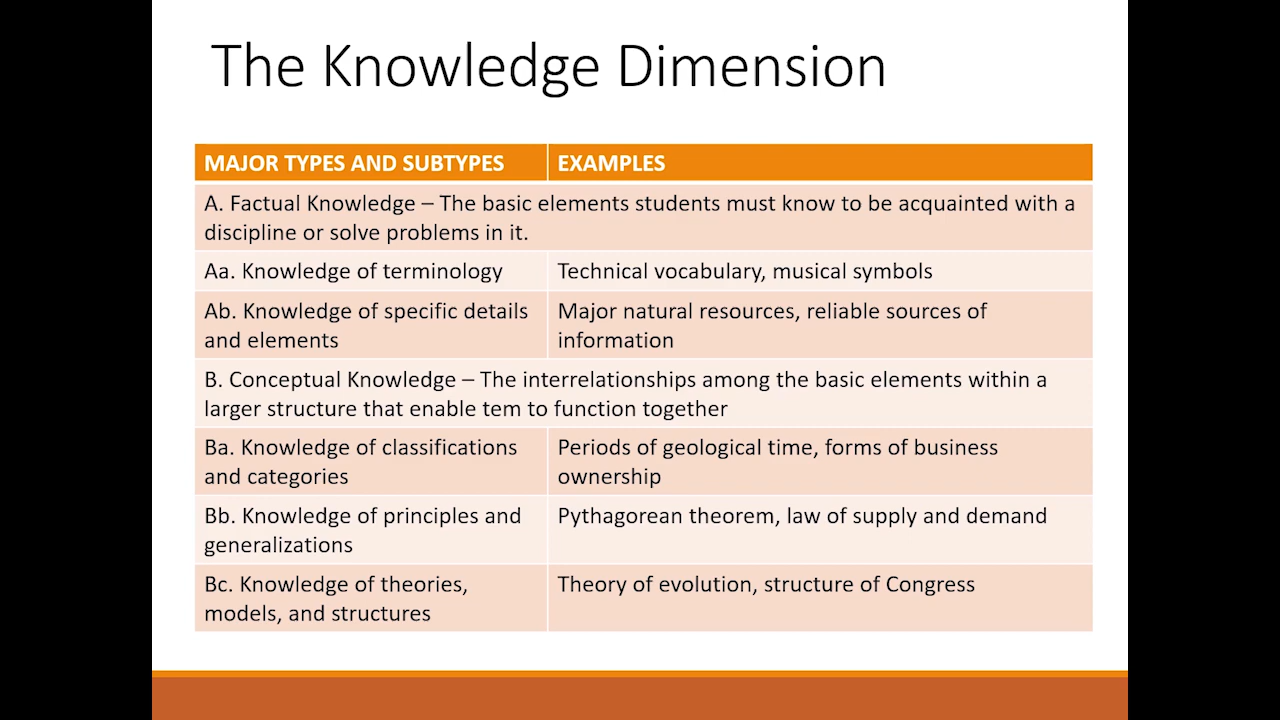 The Knowledge Dimension
MAJOR TYPES AND SUBTYPES
EXAMPLES
A. Factual Knowledge – The basic elements students must know to be acquainted with a
discipline or solve problems in it.
Aa. Knowledge of terminology
Technical vocabulary, musical symbols
Ab. Knowledge of specific details
and elements
Major natural resources, reliable sources of
information
B. Conceptual Knowledge – The interrelationships among the basic elements within a
larger structure that enable tem to function together
Ba. Knowledge of classifications
and categories
Periods of geological time, forms of business
ownership
Bb. Knowledge of principles and
generalizations
Pythagorean theorem, law of supply and demand
Bc. Knowledge of theories,
models, and structures
Theory of evolution, structure of Congress